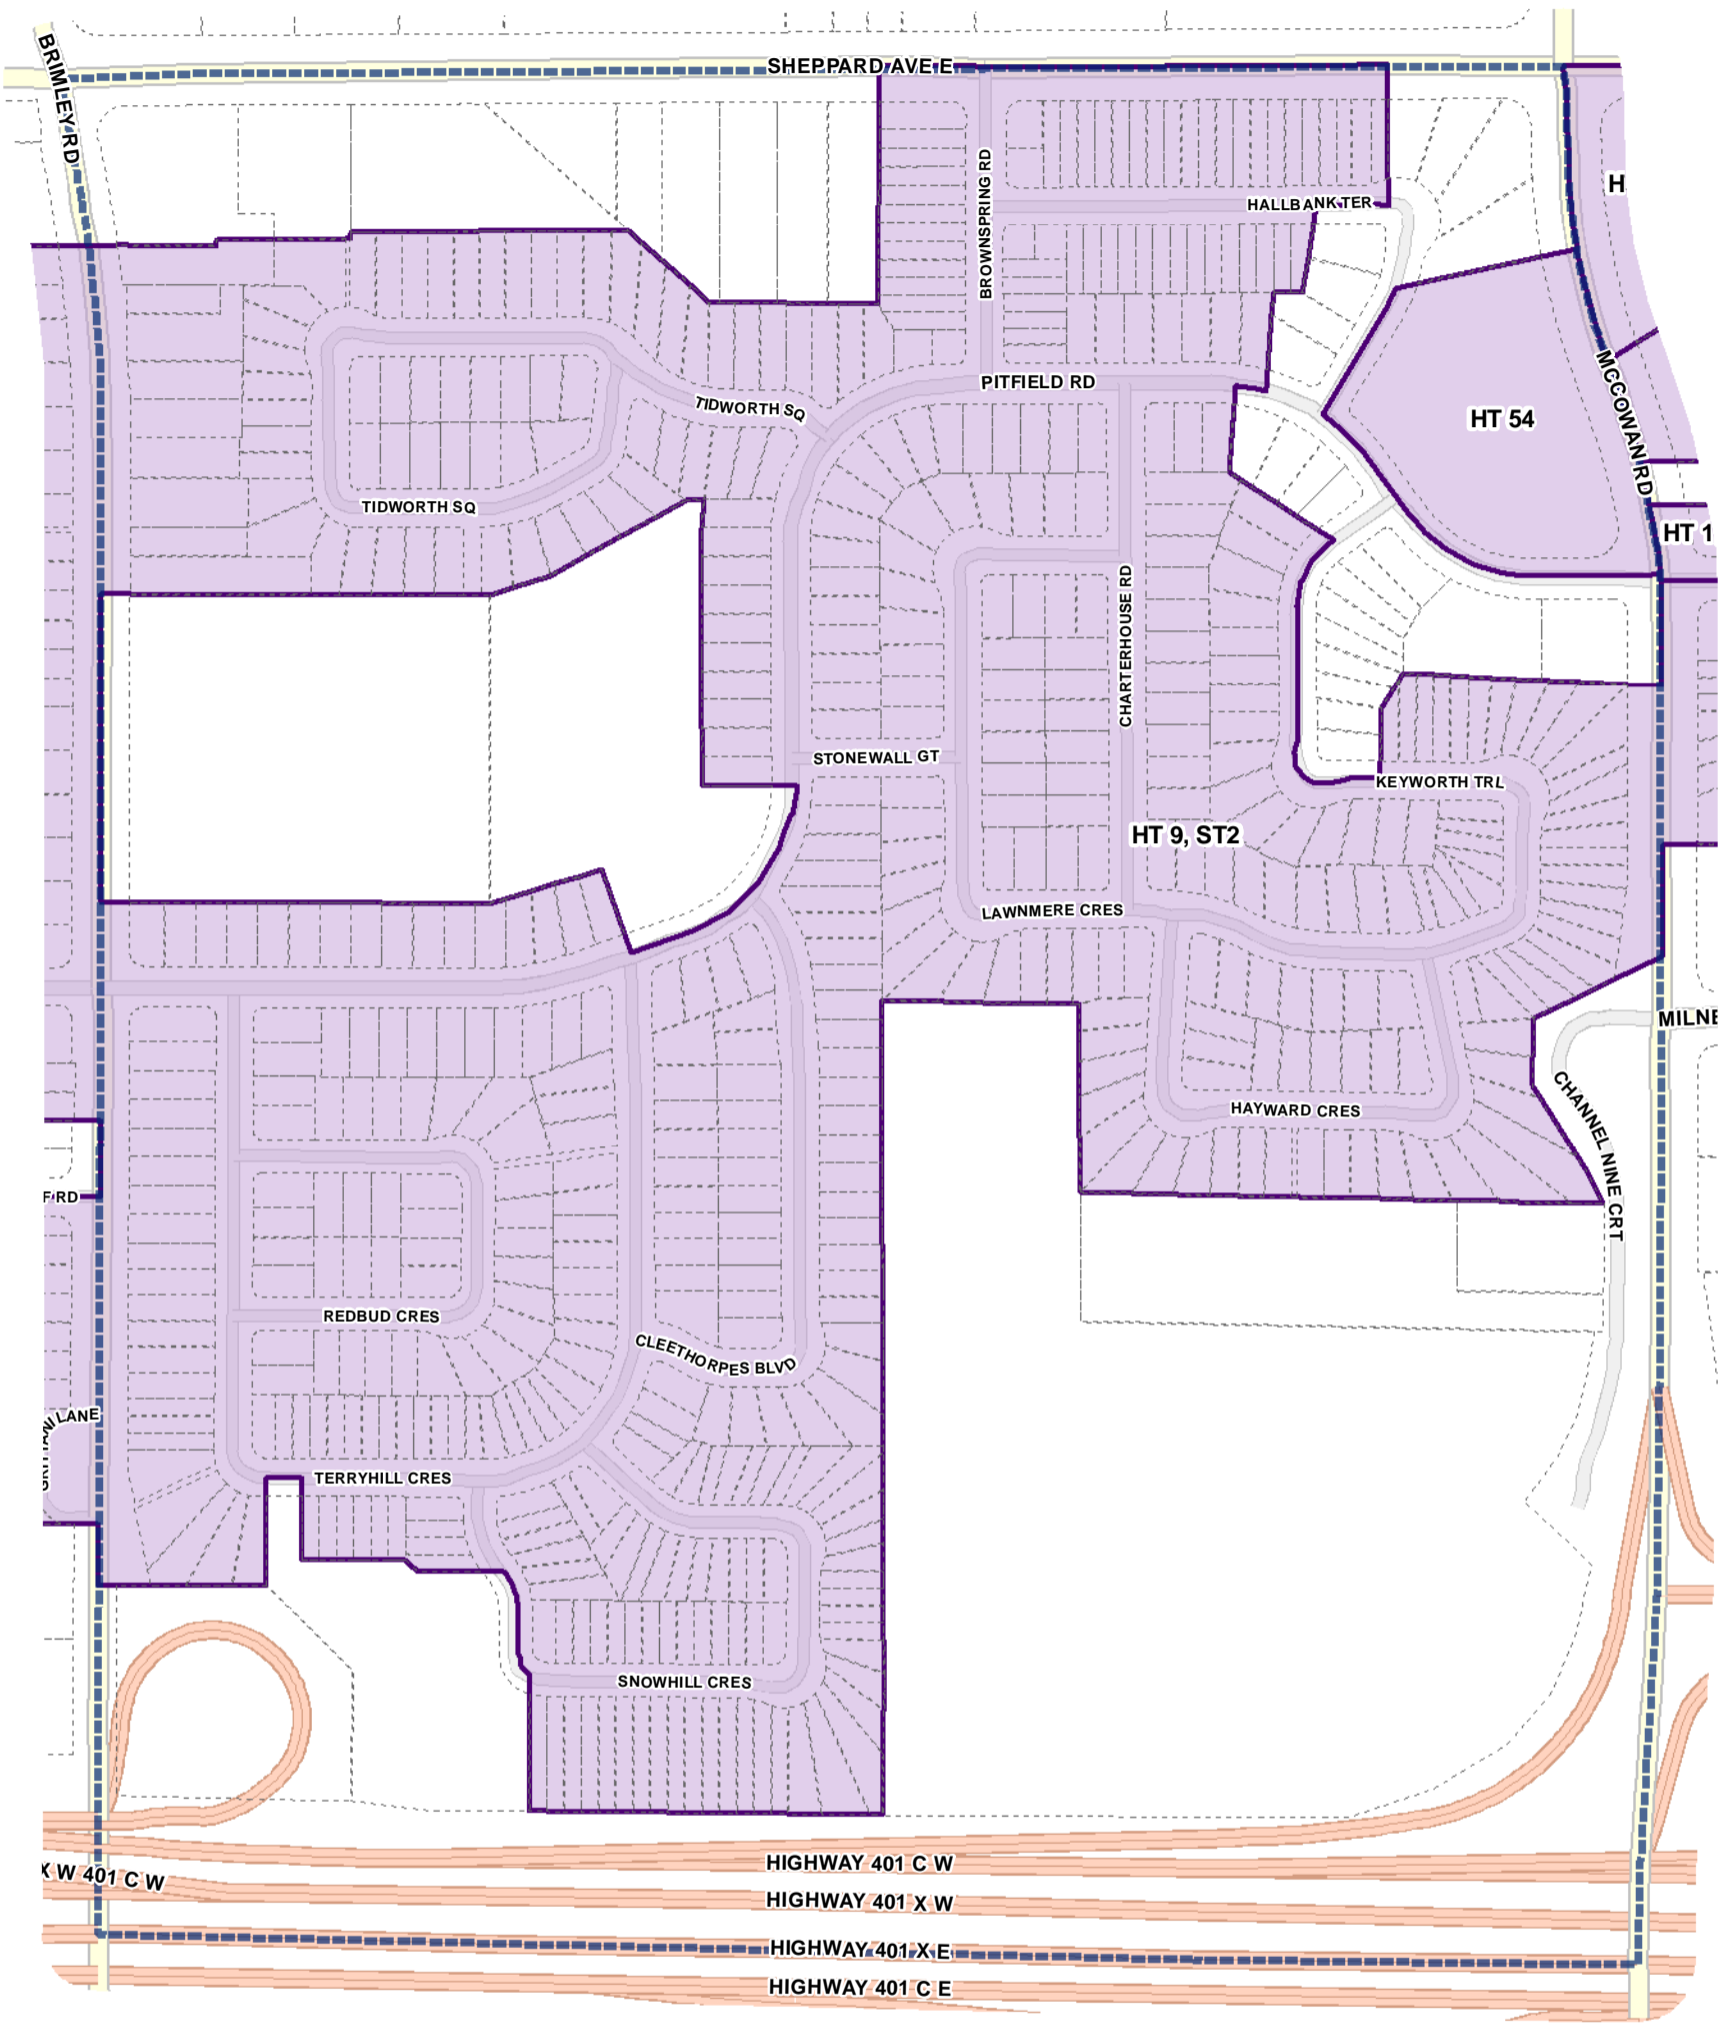 SHEPPARD AVE E
BRIMLEY RD
BROWNSPRING RD
H
HALLBANK TER
PITFIELD RD
TIDWORTH SQ
HT 54
MCCOWAN RD
TIDWORTH SQ
HT 1
CHARTERHOUSE RD
STONEWALL GT
KEYWORTH TRL
HT 9, ST2
LAWNMERE CRES
MILNE
CHANNEL NINE CRT
HAYWARD CRES
F RD
REDBUD CRES
CLEETHORPES BLVD
LANE
TERRYHILL CRES
SNOWHILL CRES
HIGHWAY 401 C W
X W 401 C W
HIGHWAY 401 X W
HIGHWAY 401 X E
HIGHWAY 401 C E